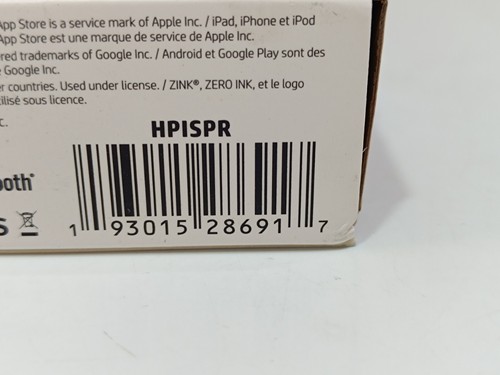 App Store is a service mark of Apple Inc. / iPad, iPhone et iPod
App Store est une marque de service de Apple Inc.
red trademarks of Google Inc. / Android et Google Play sont des
e Google Inc.
er countries. Used under license. / ZINK®, ZERO INK, et le logo
tilisé sous licence.
c.
HPISPR
ooth®
S
1 93015 28691 7